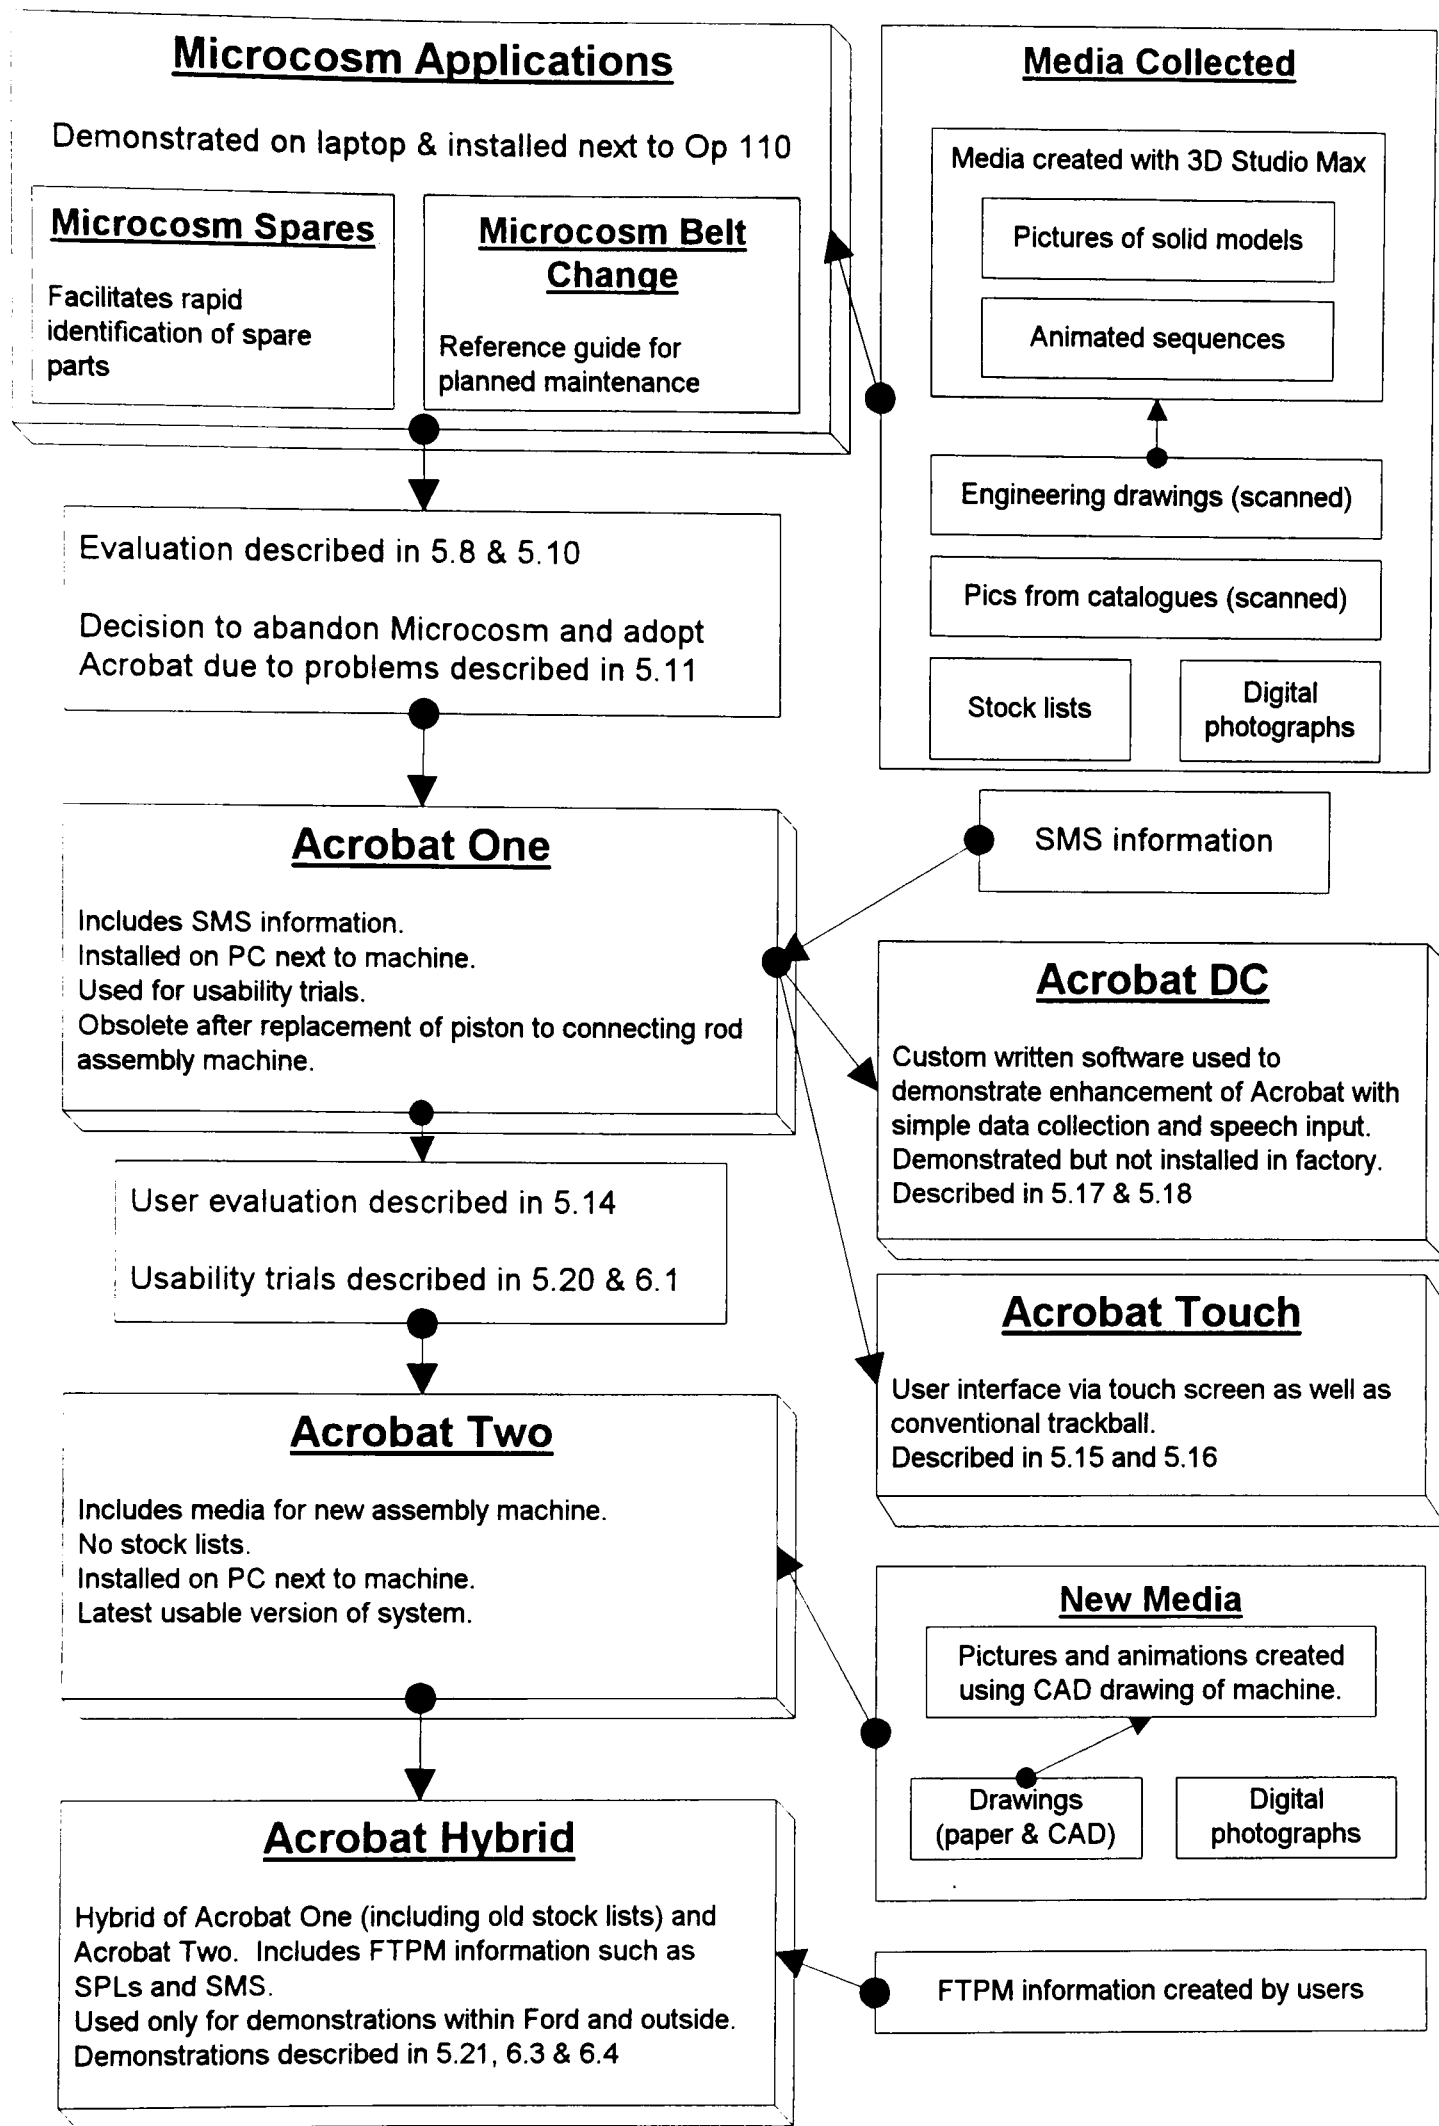 Microcosm Applications
Demonstrated on laptop & installed next to Op 110
Microcosm Spares
Facilitates rapid
identification of spare
parts
Microcosm Belt
Change
Reference guide for
planned maintenance
Media Collected
Media created with 3D Studio Max
Pictures of solid models
Animated sequences
Engineering drawings (scanned)
Pics from catalogues (scanned)
Stock lists
Digital
photographs
Evaluation described in 5.8 & 5.10
Decision to abandon Microcosm and adopt
Acrobat due to problems described in 5.11
SMS information
Acrobat One
Includes SMS information.
Installed on PC next to machine.
Used for usability trials.
Obsolete after replacement of piston to connecting rod
assembly machine.
Acrobat DC
Custom written software used to
demonstrate enhancement of Acrobat with
simple data collection and speech input.
Demonstrated but not installed in factory.
Described in 5.17 & 5.18
User evaluation described in 5.14
Usability trials described in 5.20 & 6.1
Acrobat Touch
User interface via touch screen as well as
conventional trackball.
Described in 5.15 and 5.16
Acrobat Two
Includes media for new assembly machine.
No stock lists.
Installed on PC next to machine.
Latest usable version of system.
New Media
Pictures and animations created
using CAD drawing of machine.
Drawings
(paper & CAD)
Digital
photographs
Acrobat Hybrid
Hybrid of Acrobat One (including old stock lists) and
Acrobat Two.  Includes FTPM information such as
SPLs and SMS.
Used only for demonstrations within Ford and outside.
Demonstrations described in 5.21, 6.3 & 6.4
FTPM information created by users